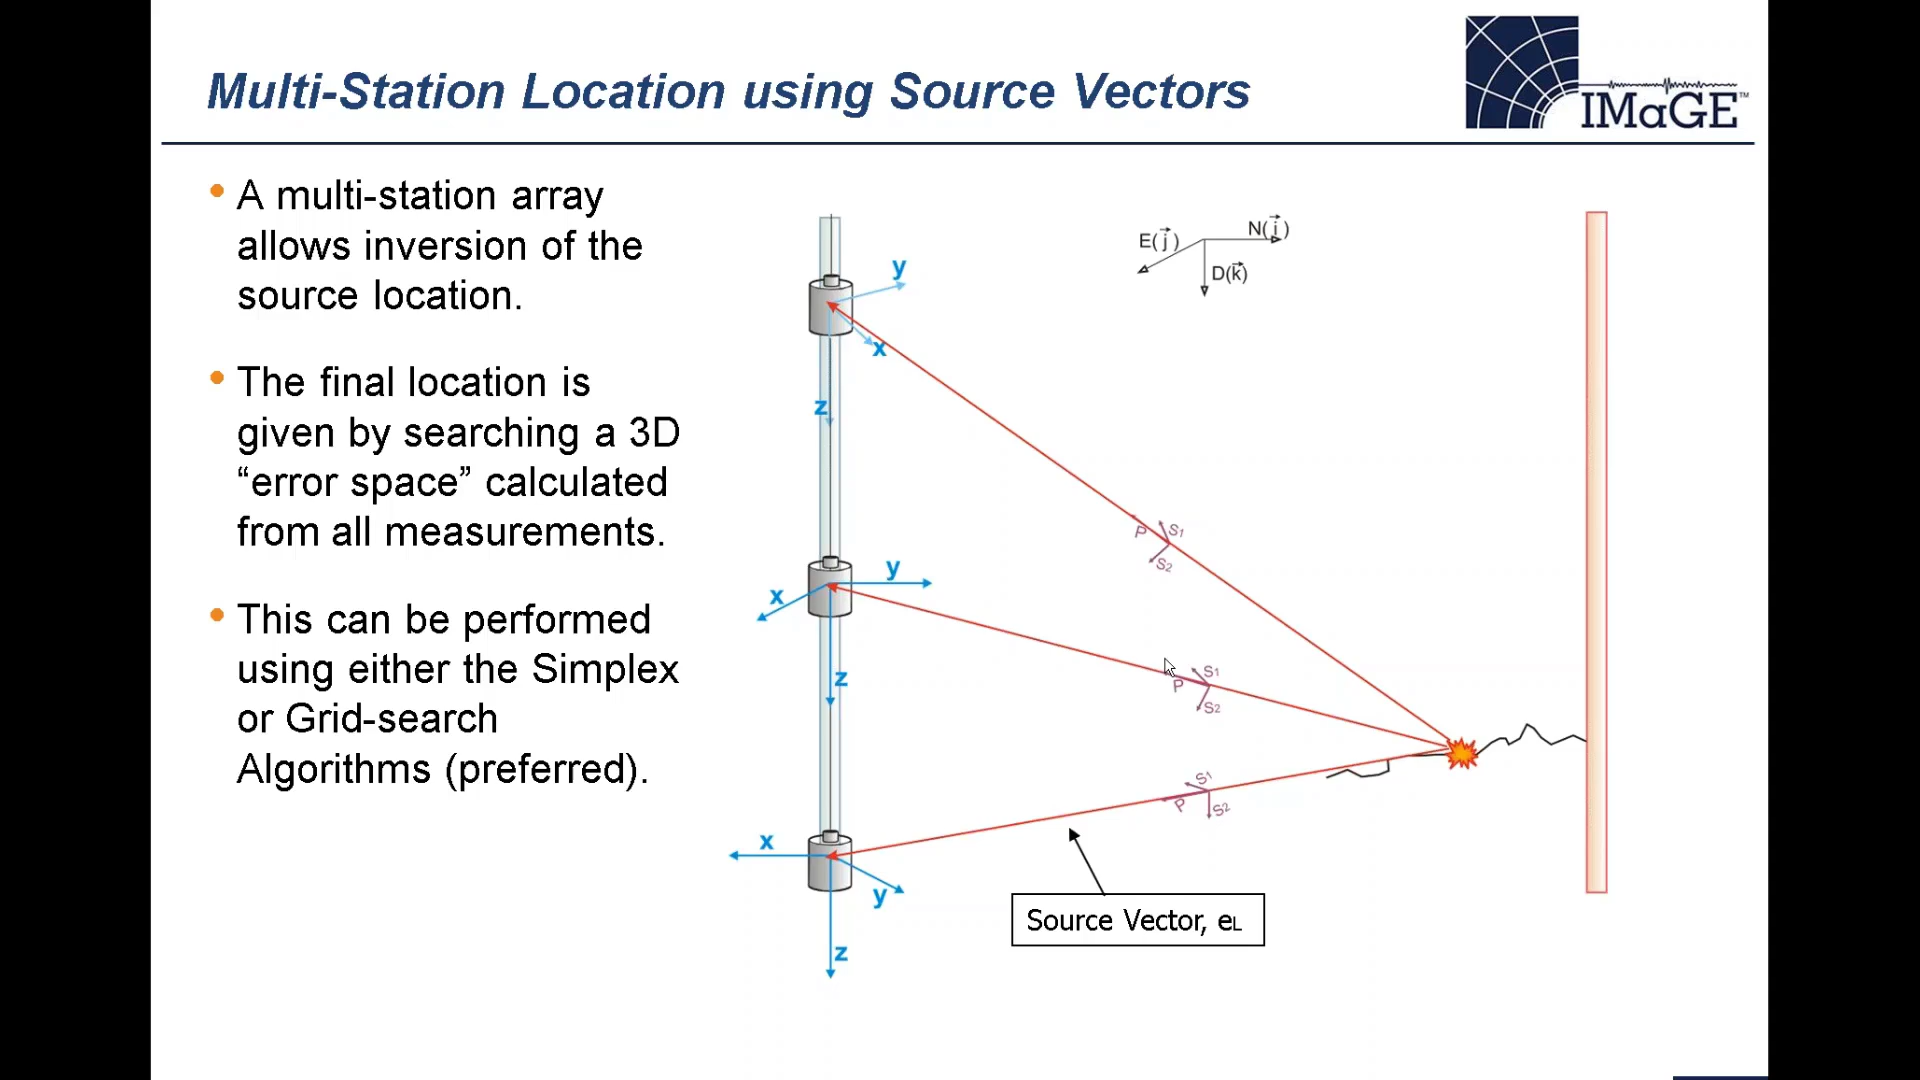 Multi-Station Location using Source Vectors
IMaGE™
• A multi-station array
allows inversion of the
source location.
• The final location is
given by searching a 3D
“error space” calculated
from all measurements.
• This can be performed
using either the Simplex
or Grid-search
Algorithms (preferred).
E(j⃗)
N(i⃗)
D(k⃗)
y
x
z
y
x
z
x
y
z
P
S1
S2
S1
P
S2
S1
P
S2
Source Vector, eL